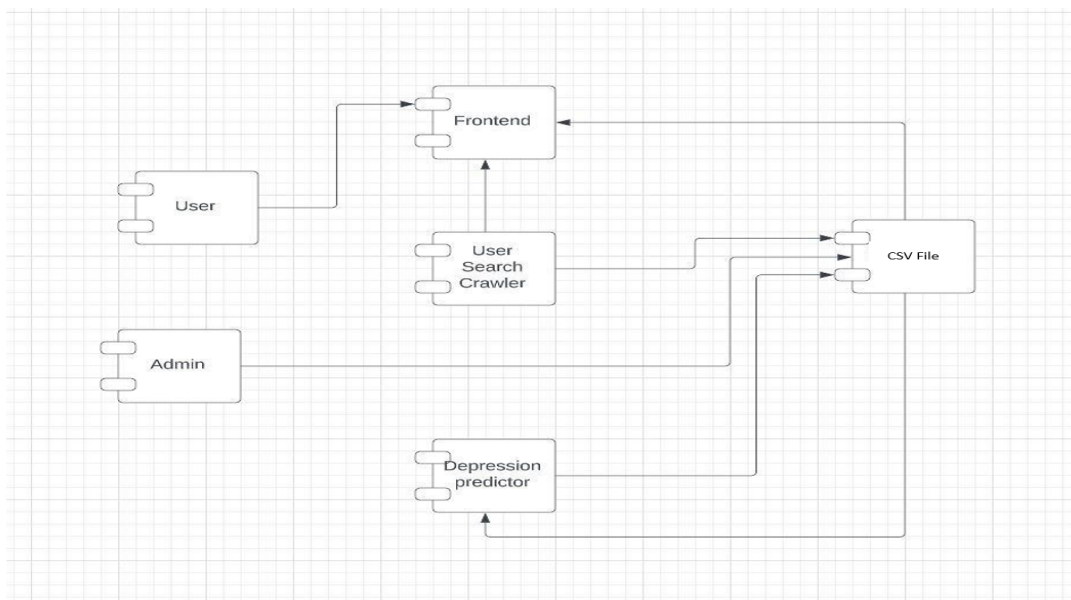 Frontend
User
User
Search
Crawler
CSV File
Admin
Depression
predictor